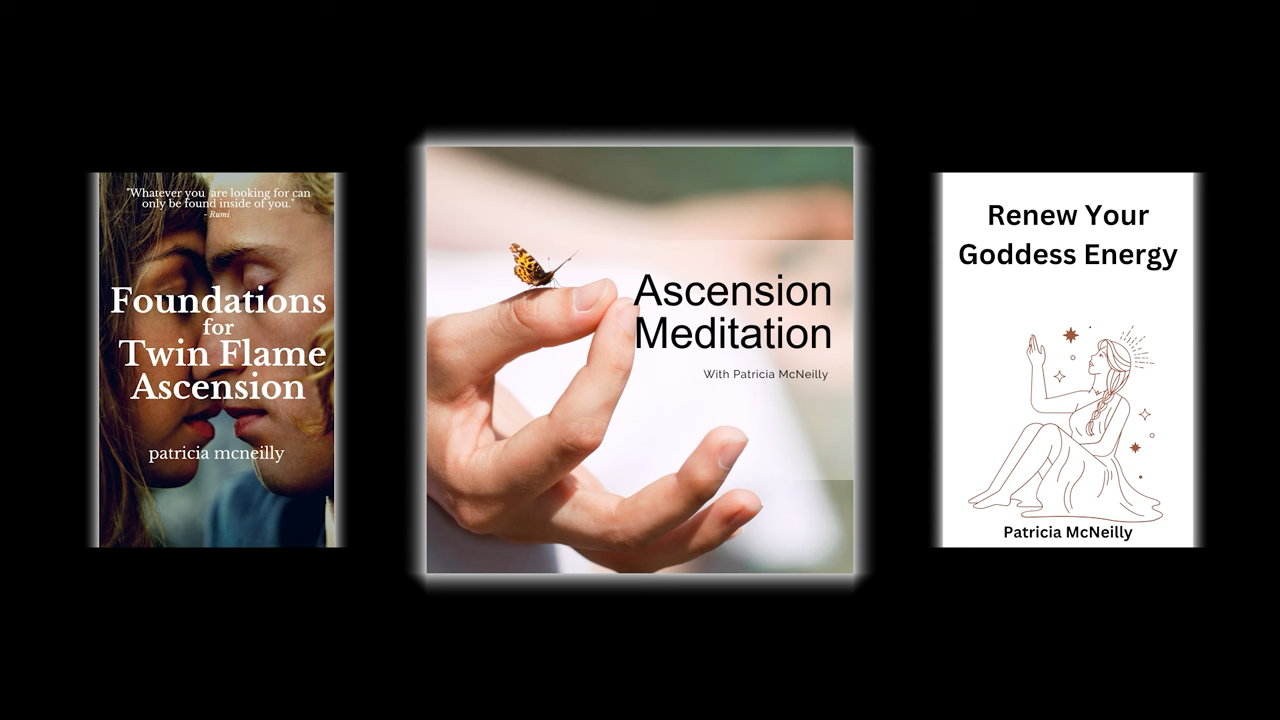 "Whatever you are looking for can
only be found inside of you."
- Rumi
Foundations
for
Twin Flame
Ascension
patricia mcneilly
Ascension
Meditation
With Patricia McNeilly
Renew Your
Goddess Energy
Patricia McNeilly